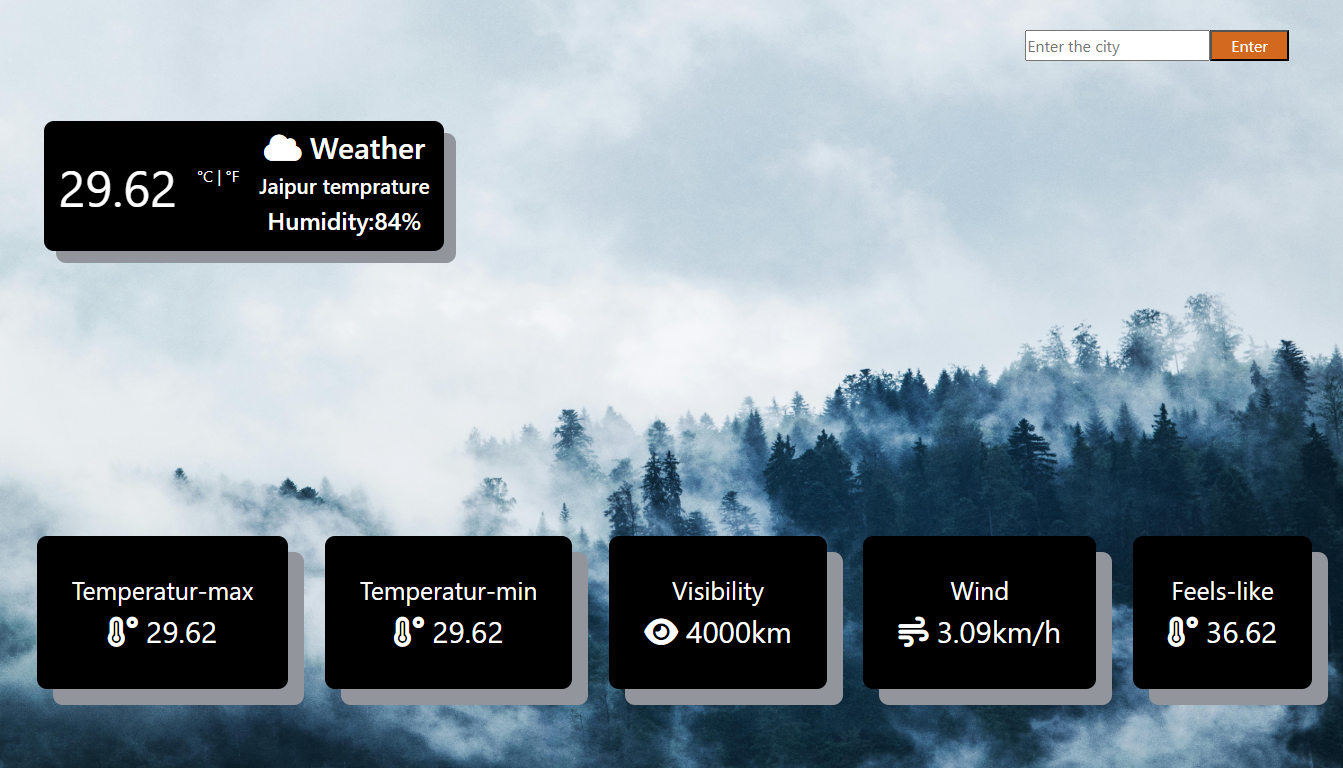 Enter the city
Enter
Weather
29.62
°C | °F
Jaipur temprature
Humidity:84%
Temperatur-max
29.62
Temperatur-min
29.62
Visibility
4000km
Wind
3.09km/h
Feels-like
36.62